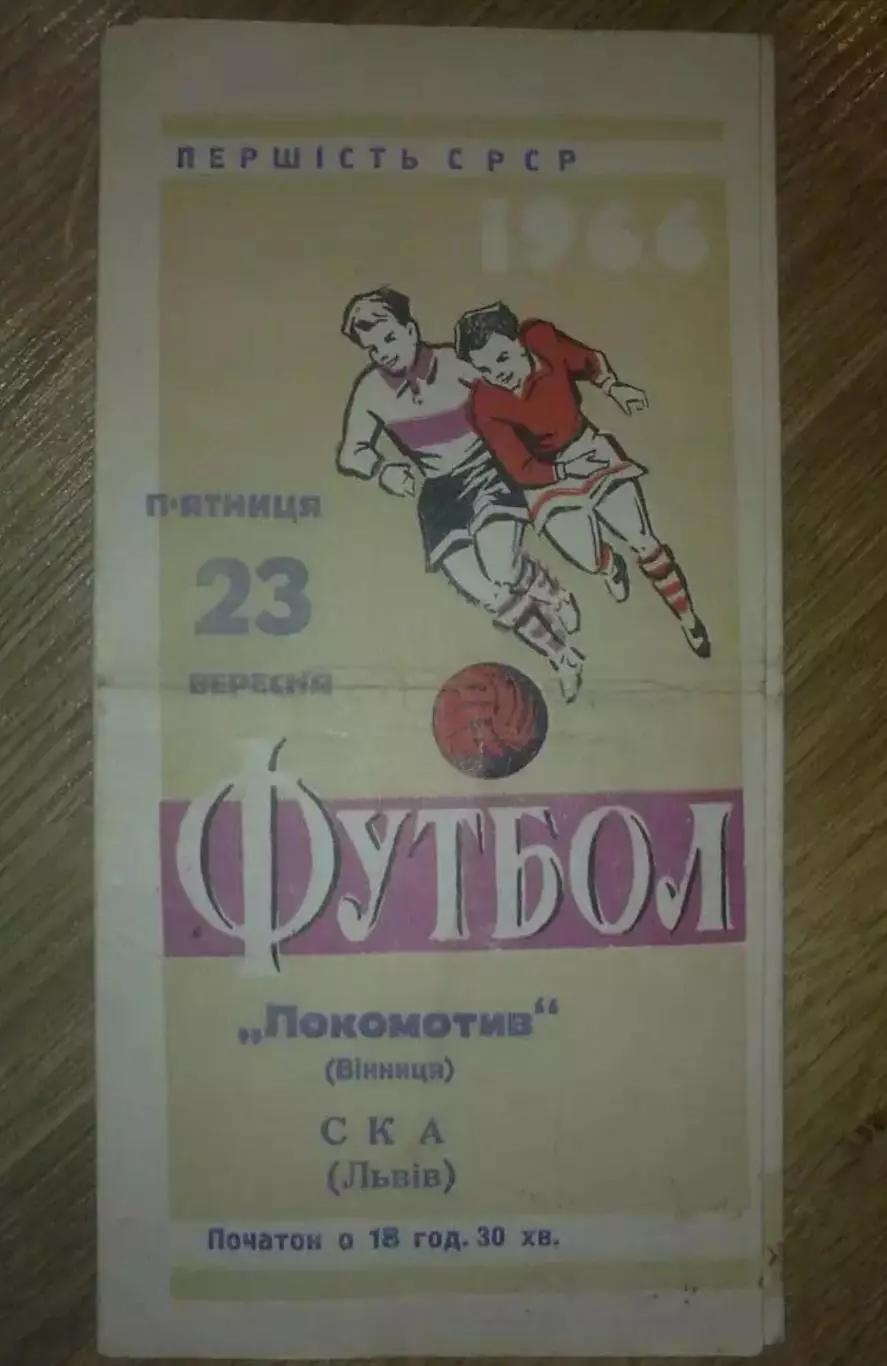 ПЕРШІСТЬ СРСР
1966
П'ЯТНИЦЯ
23
ВЕРЕСНЯ
ФУТБОЛ
„Локомотив“
(Вінниця)
СКА
(Львів)
Початок о 18 год. 30 хв.